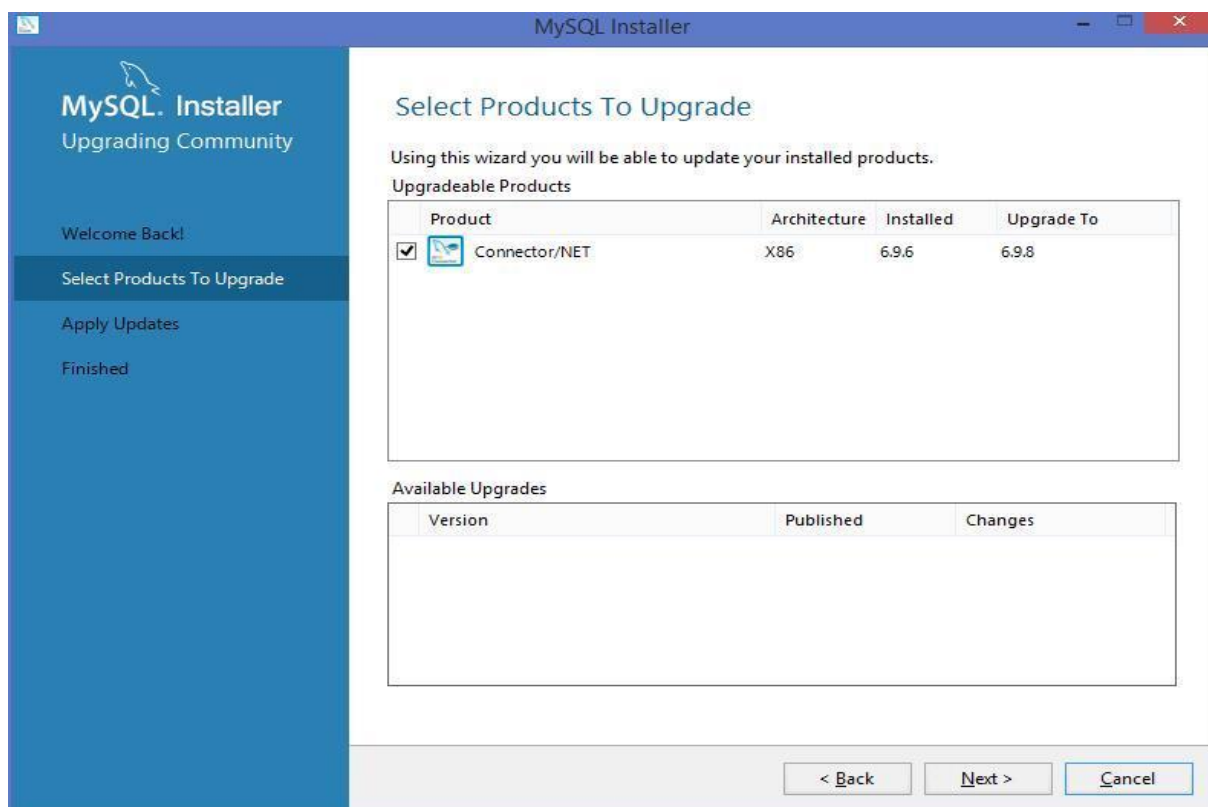 MySQL Installer
MySQL. Installer
Upgrading Community
Welcome Back!
Select Products To Upgrade
Apply Updates
Finished
Select Products To Upgrade
Using this wizard you will be able to update your installed products.
Upgradeable Products
Product Architecture Installed Upgrade To
Connector/NET X86 6.9.6 6.9.8
Available Upgrades
Version Published Changes
< Back Next > Cancel